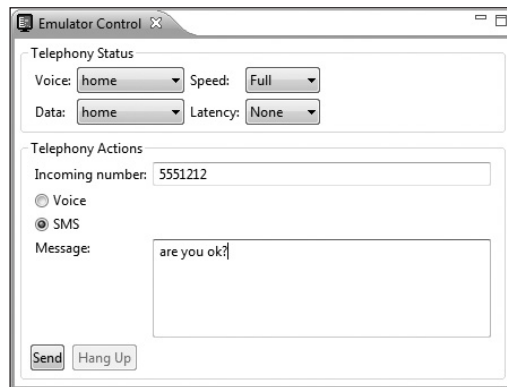 Emulator Control
Telephony Status
Voice: home Speed: Full
Data: home Latency: None
Telephony Actions
Incoming number: 5551212
Voice
SMS
Message: are you ok?
Send Hang Up